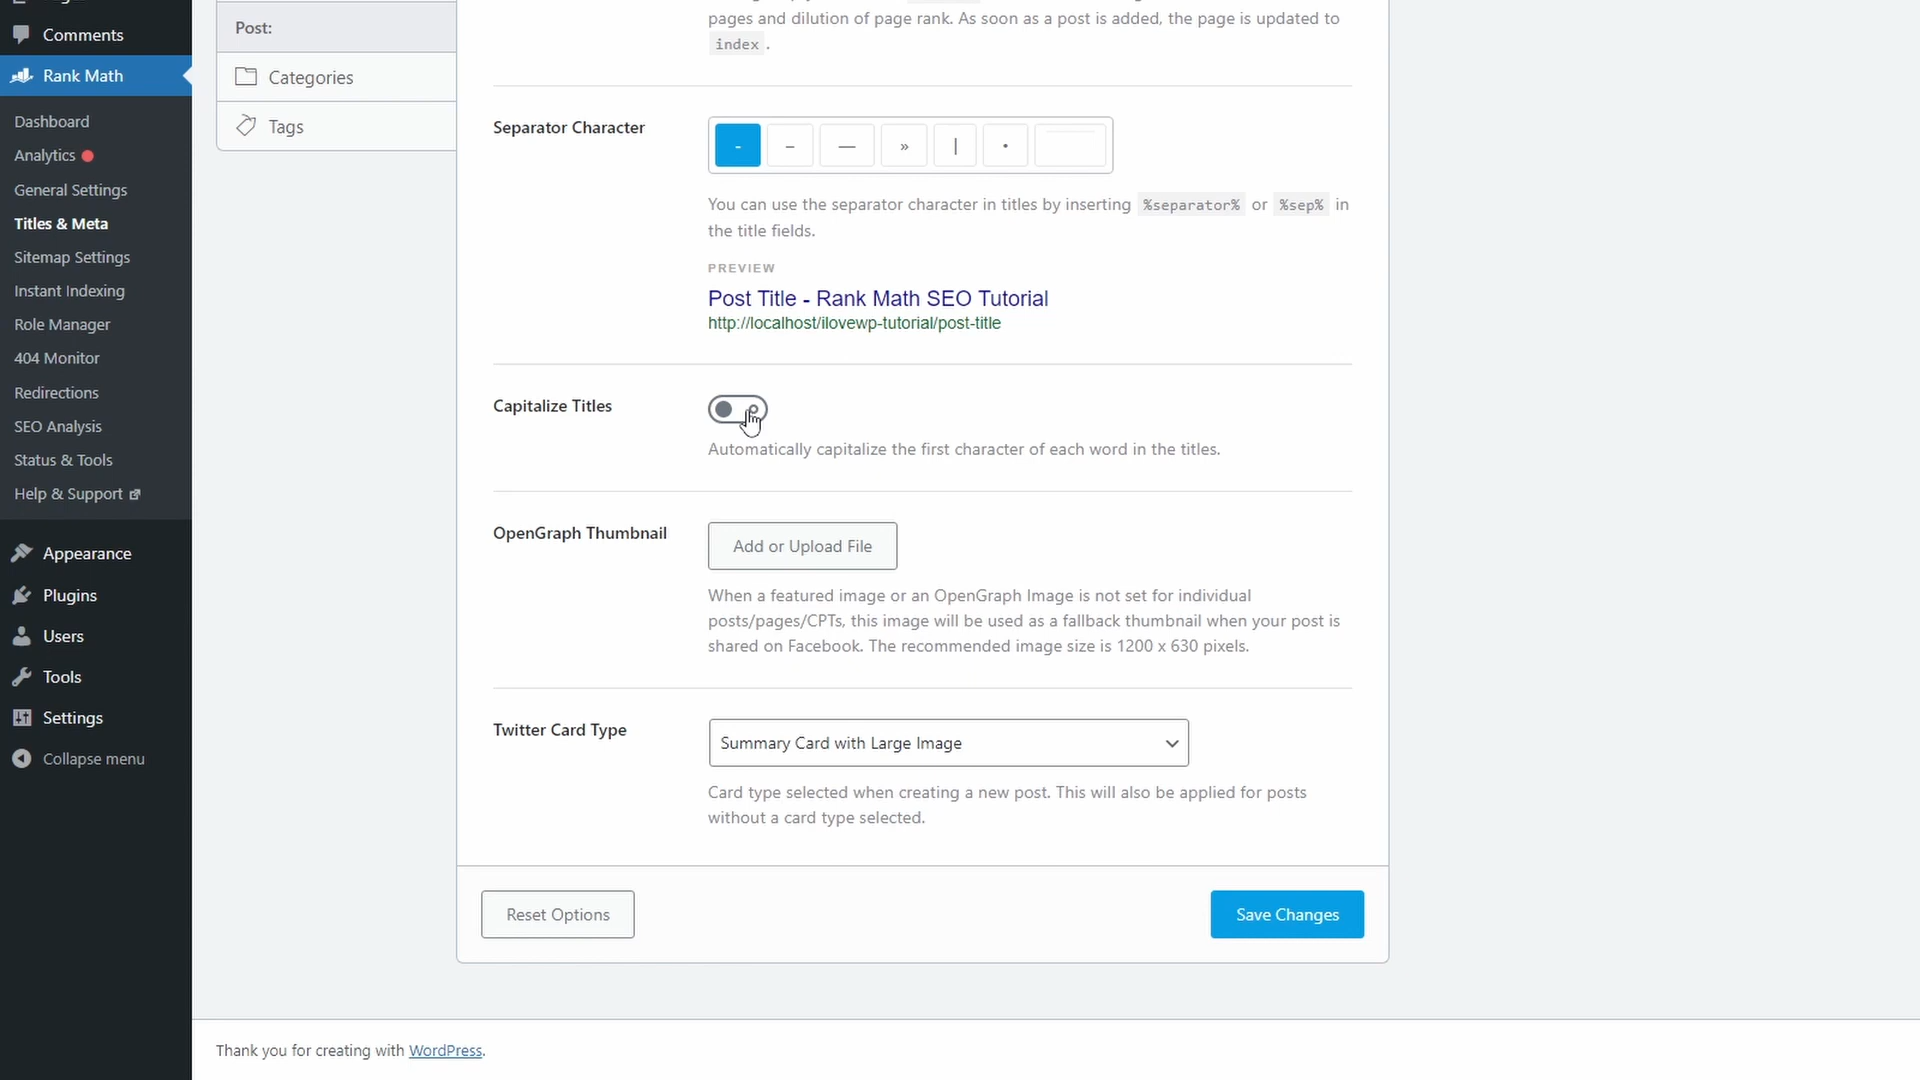 Comments
Rank Math
Dashboard
Analytics
General Settings
Titles & Meta
Sitemap Settings
Instant Indexing
Role Manager
404 Monitor
Redirections
SEO Analysis
Status & Tools
Help & Support
Appearance
Plugins
Users
Tools
Settings
Collapse menu
Post:
Categories
Tags
pages and dilution of page rank. As soon as a post is added, the page is updated to
index .
Separator Character
- – — » | •
You can use the separator character in titles by inserting %separator% or %sep% in
the title fields.
PREVIEW
Post Title - Rank Math SEO Tutorial
http://localhost/ilovewp-tutorial/post-title
Capitalize Titles
Automatically capitalize the first character of each word in the titles.
OpenGraph Thumbnail
Add or Upload File
When a featured image or an OpenGraph Image is not set for individual
posts/pages/CPTs, this image will be used as a fallback thumbnail when your post is
shared on Facebook. The recommended image size is 1200 x 630 pixels.
Twitter Card Type
Summary Card with Large Image
Card type selected when creating a new post. This will also be applied for posts
without a card type selected.
Reset Options
Save Changes
Thank you for creating with WordPress.